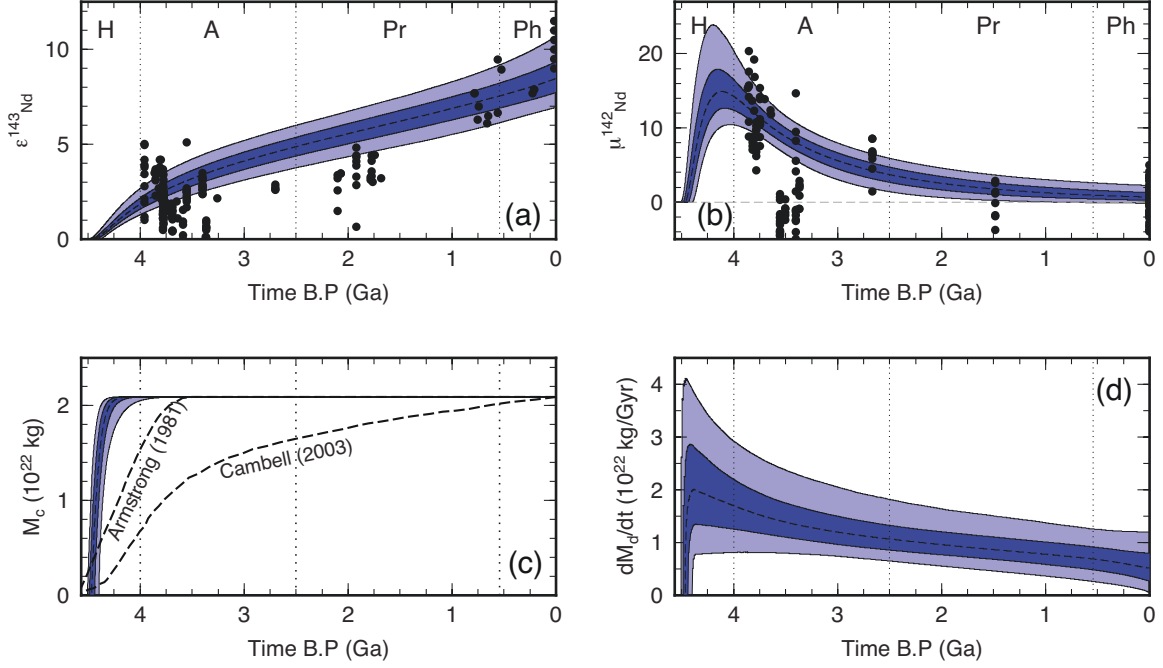 H A Pr Ph
ε¹⁴³Nd
10
5
0
(a)
4 3 2 1 0
Time B.P (Ga)
H A Pr Ph
μ¹⁴²Nd
20
10
0
(b)
4 3 2 1 0
Time B.P (Ga)
M_c (10²² kg)
2
1
0
Armstrong (1981)
Cambell (2003)
(c)
4 3 2 1 0
Time B.P (Ga)
dM_d/dt (10²² kg/Gyr)
4
3
2
1
0
(d)
4 3 2 1 0
Time B.P (Ga)